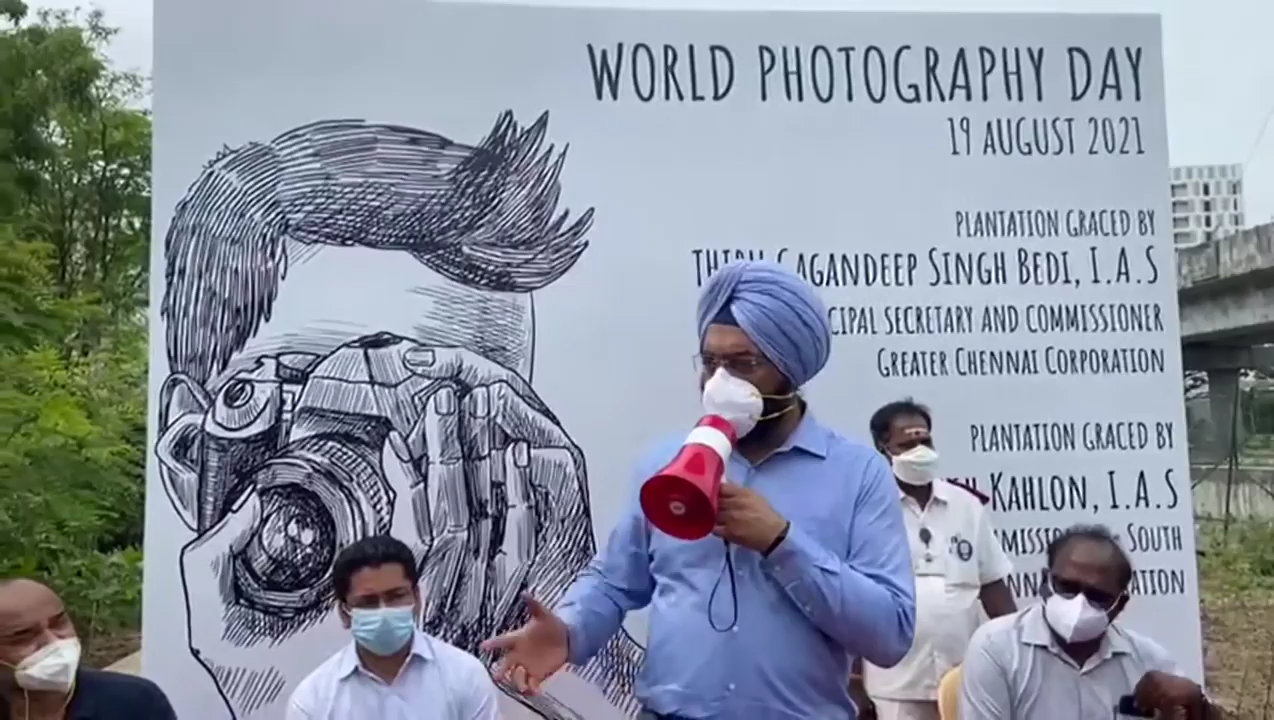 WORLD PHOTOGRAPHY DAY
19 AUGUST 2021
PLANTATION GRACED BY
GAGANDEEP SINGH BEDI, I.A.S
SECRETARY AND COMMISSIONER
GREATER CHENNAI CORPORATION
PLANTATION GRACED BY
KAHLON, I.A.S
SOUTH